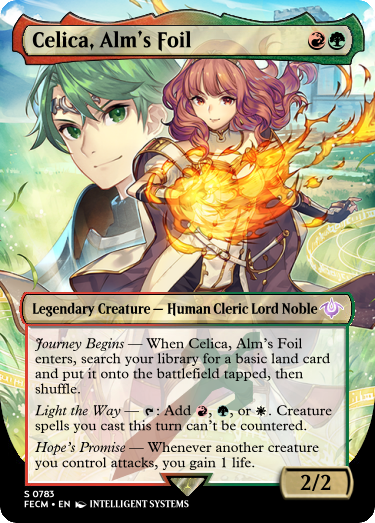 Celica, Alm's Foil
Legendary Creature — Human Cleric Lord Noble
Journey Begins — When Celica, Alm's Foil
enters, search your library for a basic land card
and put it onto the battlefield tapped, then
shuffle.
Light the Way — : Add , , or . Creature
spells you cast this turn can't be countered.
Hope's Promise — Whenever another creature
you control attacks, you gain 1 life.
2/2
S 0783
FECM • EN INTELLIGENT SYSTEMS